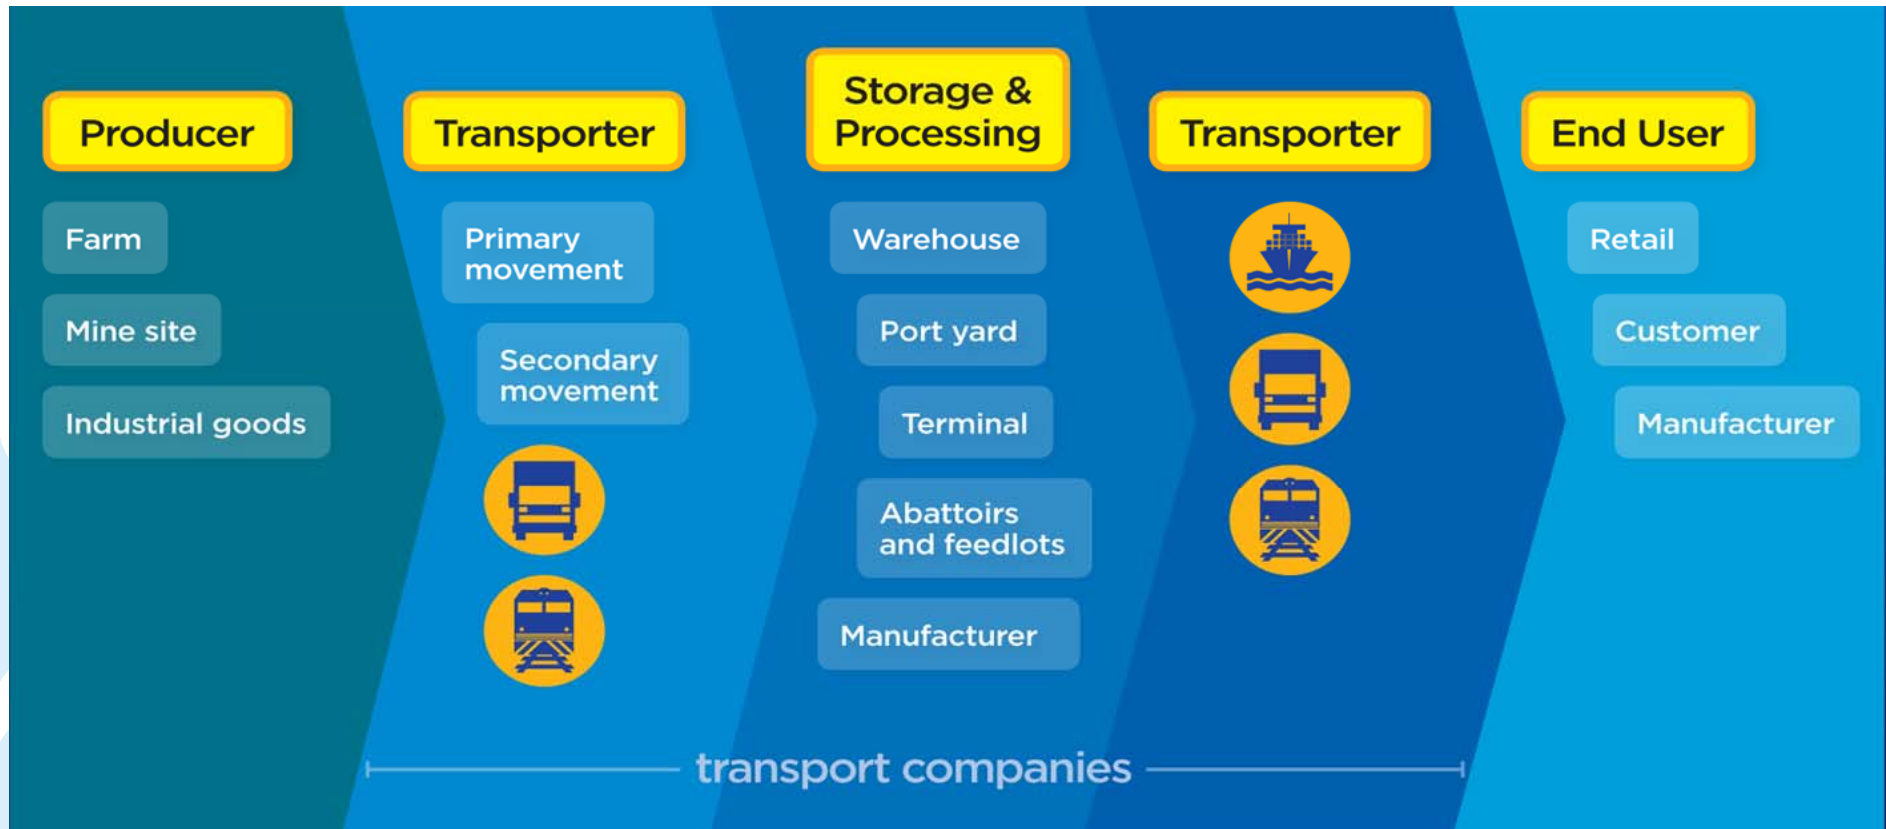 Producer
Farm
Mine site
Industrial goods
Transporter
Primary
movement
Secondary
movement
Storage &
Processing
Warehouse
Port yard
Terminal
Abattoirs
and feedlots
Manufacturer
Transporter
End User
Retail
Customer
Manufacturer
transport companies